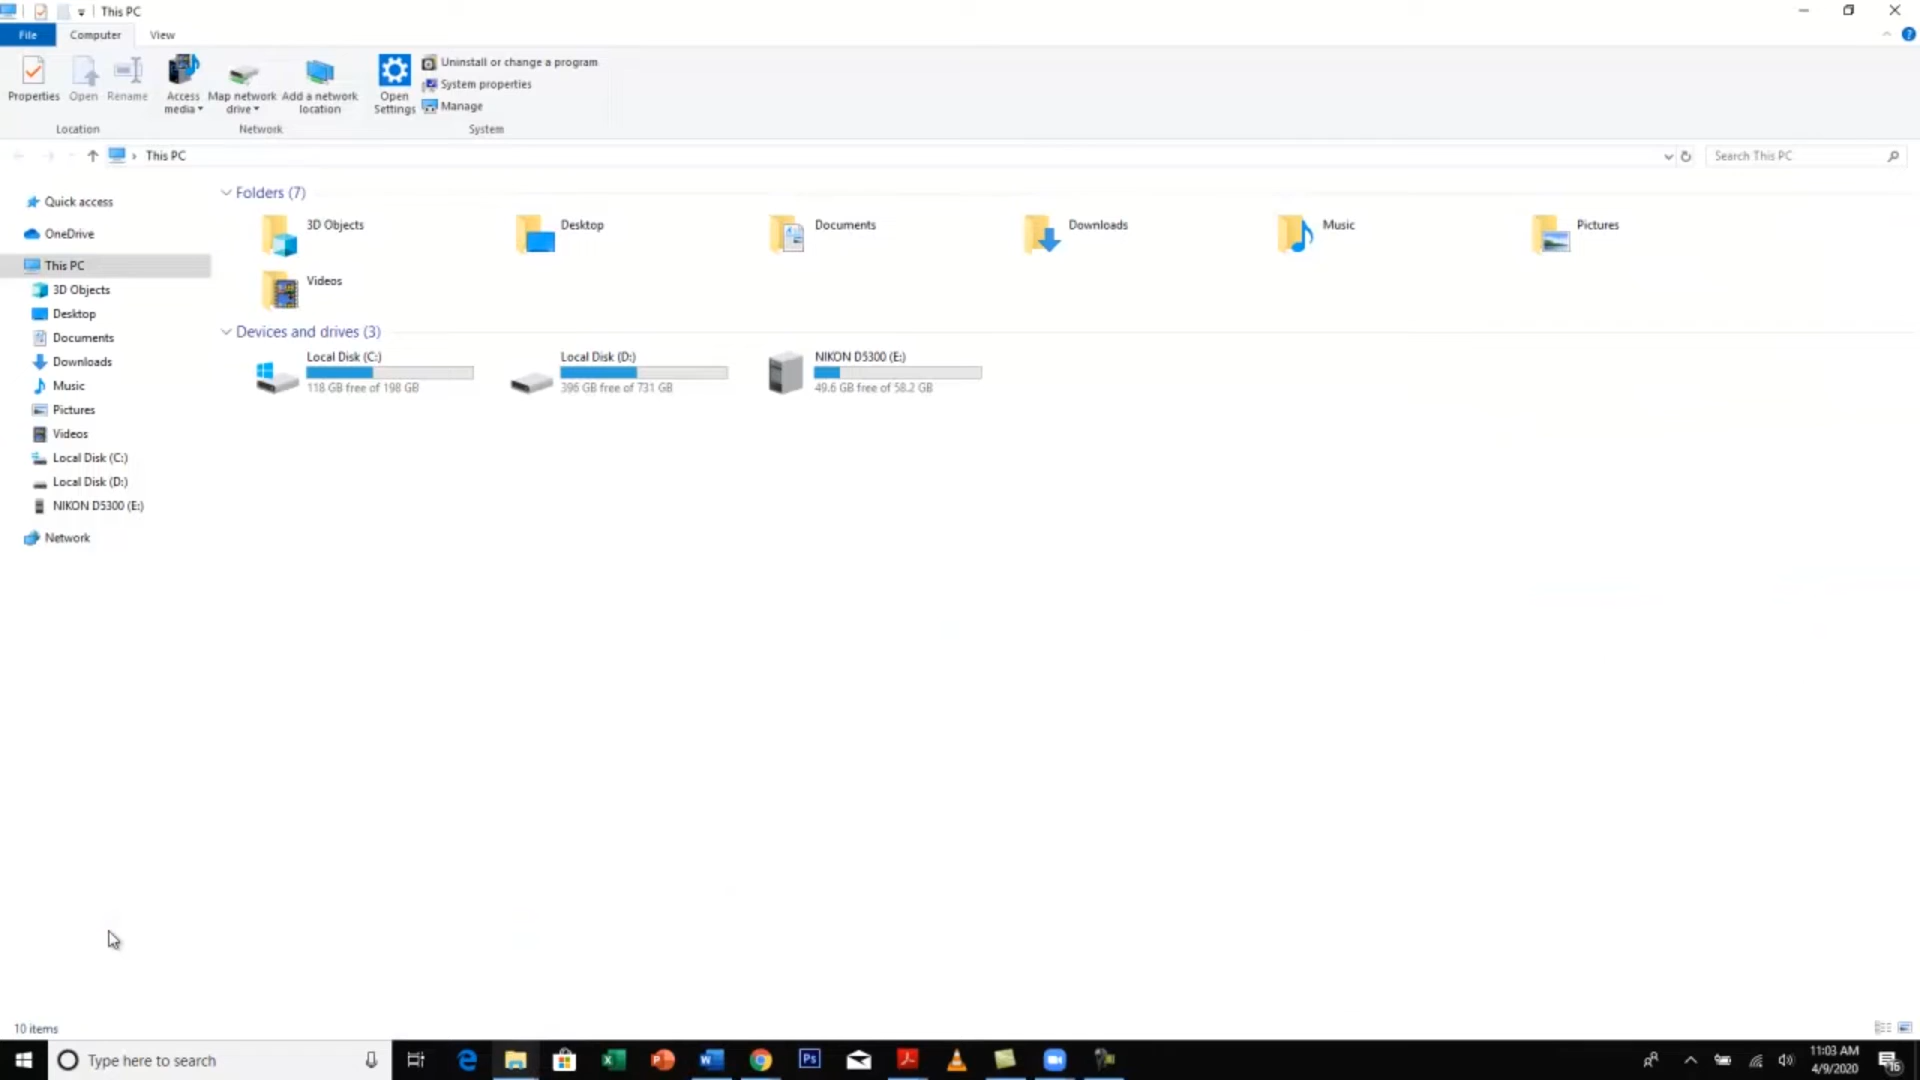 This PC
File Computer View
Properties Open Rename Access media Map network drive Add a network location Open Settings Uninstall or change a program
System properties
Manage
Location Network System
This PC Search This PC
Quick access
OneDrive
This PC
3D Objects
Desktop
Documents
Downloads
Music
Pictures
Videos
Local Disk (C:)
Local Disk (D:)
NIKON D5300 (E:)
Network
Folders (7)
3D Objects Desktop Documents Downloads Music Pictures
Videos
Devices and drives (3)
Local Disk (C:) Local Disk (D:) NIKON D5300 (E:)
118 GB free of 198 GB 396 GB free of 731 GB 49.6 GB free of 58.2 GB
10 items
Type here to search
Ps
11:03 AM
4/9/2020
16